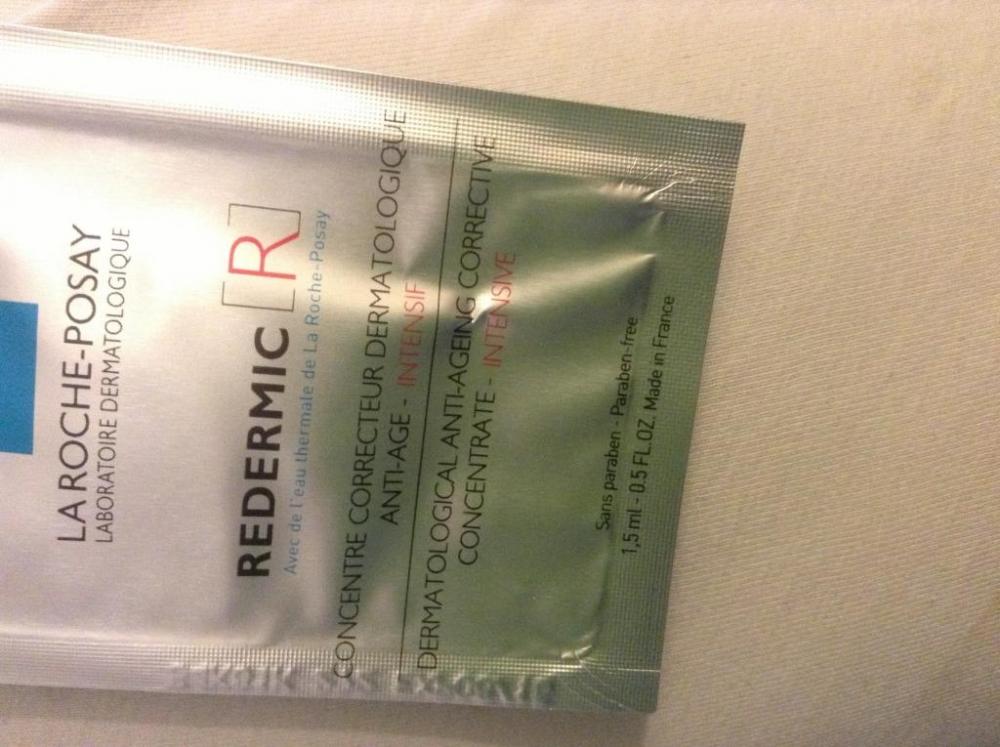 LA ROCHE-POSAY
LABORATOIRE DERMATOLOGIQUE
REDERMIC [R]
Avec de l'eau thermale de La Roche-Posay
CONCENTRE CORRECTEUR DERMATOLOGIQUE
ANTI-AGE - INTENSIF
DERMATOLOGICAL ANTI-AGEING CORRECTIVE
CONCENTRATE - INTENSIVE
Sans paraben - Paraben-free
1,5 ml - 0.5 FL.OZ. Made in France